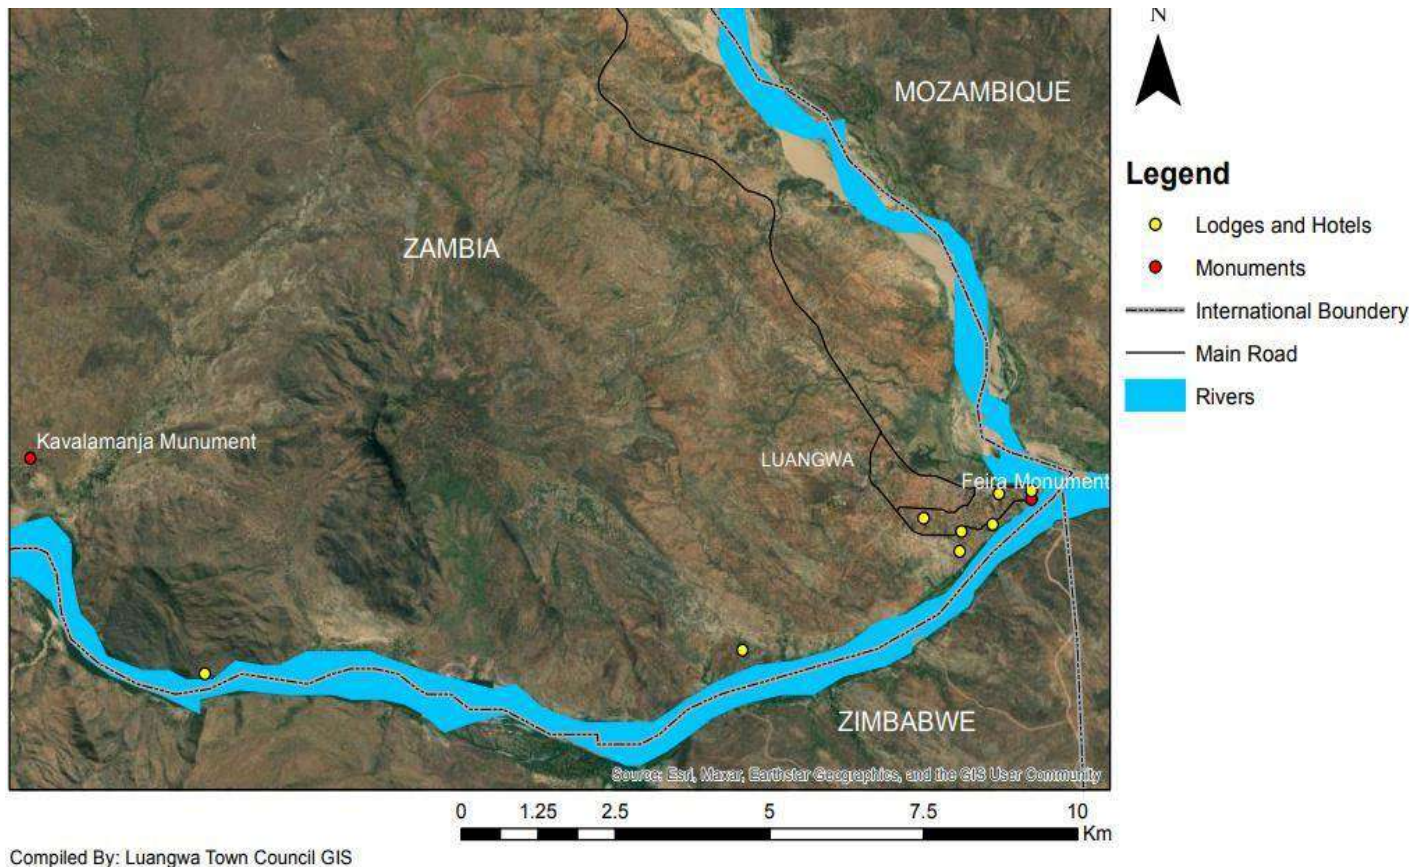 N
MOZAMBIQUE
ZAMBIA
Kavalamanja Munument
LUANGWA
Feira Monument
ZIMBABWE
Source: Esri, Maxar, Earthstar Geographics, and the GIS User Community
Legend
Lodges and Hotels
Monuments
International Boundery
Main Road
Rivers
0 1.25 2.5 5 7.5 10
Km
Compiled By: Luangwa Town Council GIS